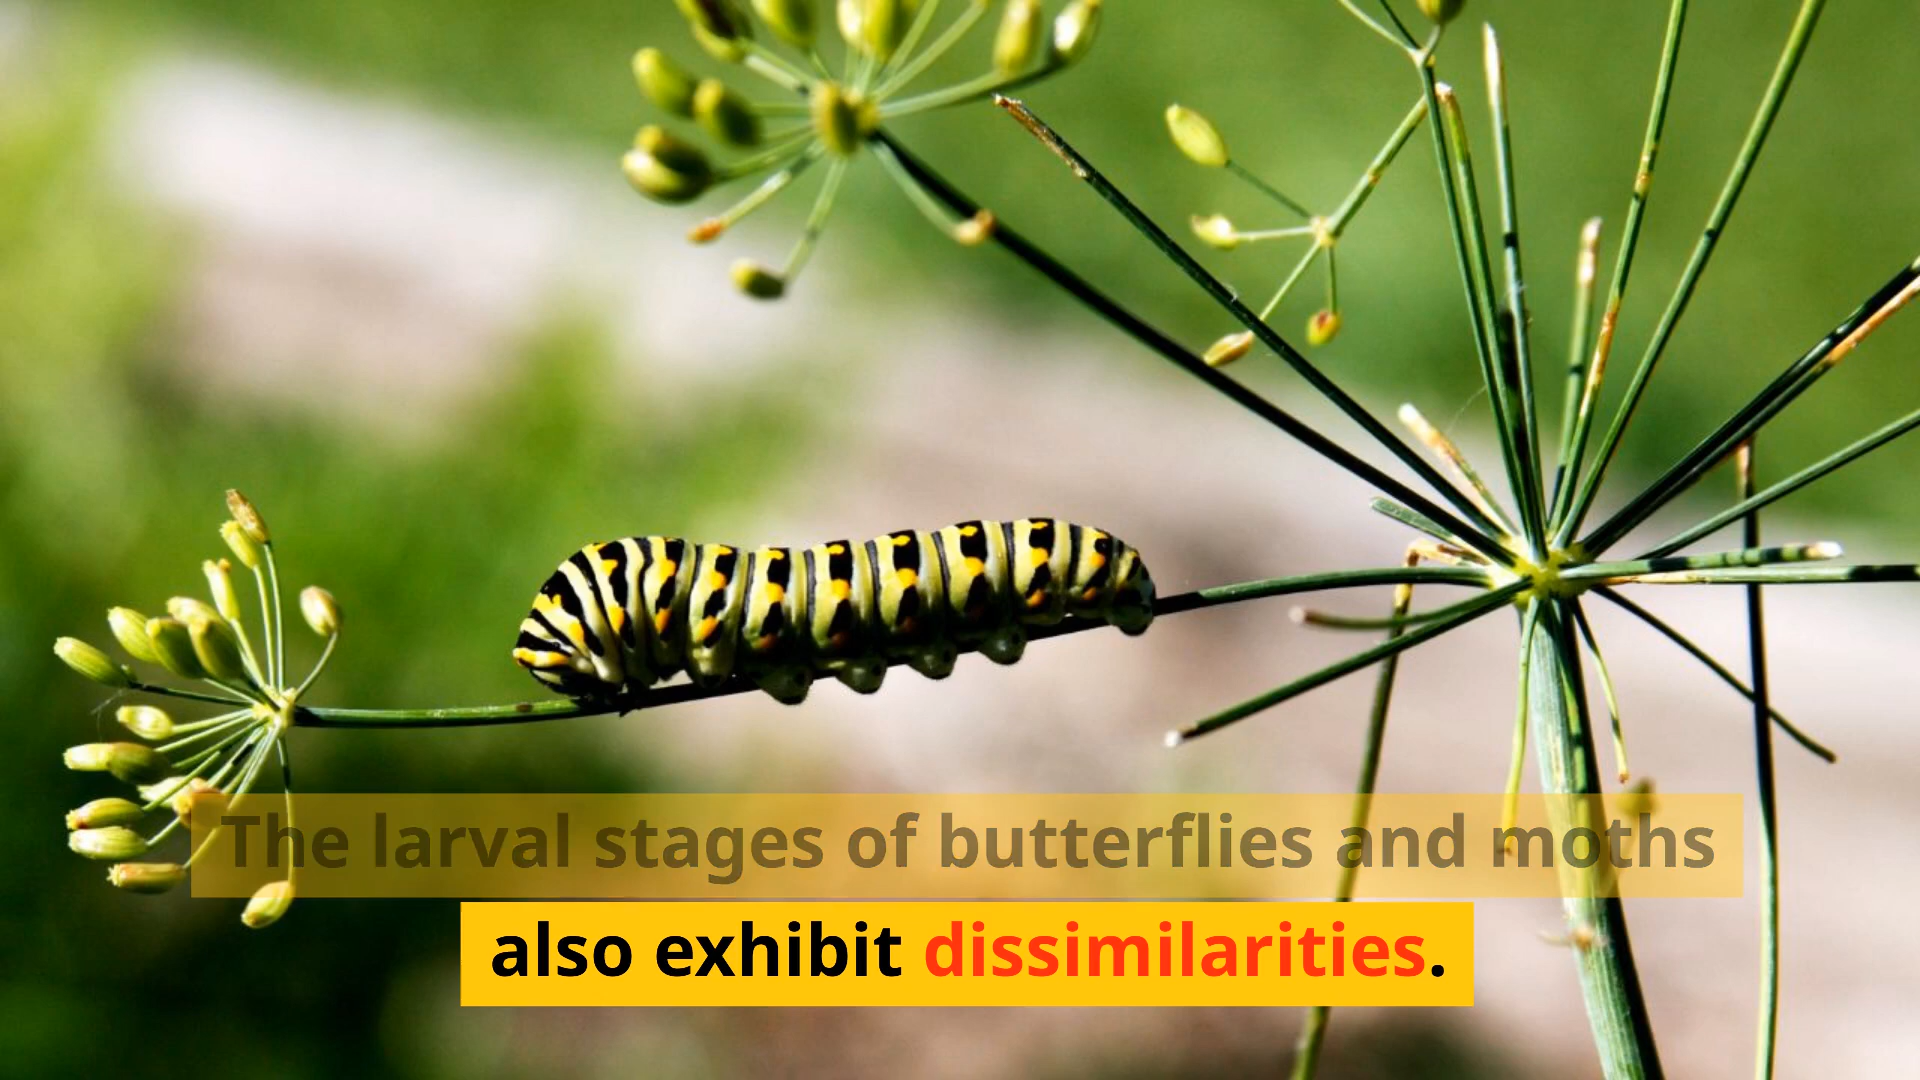 The larval stages of butterflies and moths
also exhibit dissimilarities.